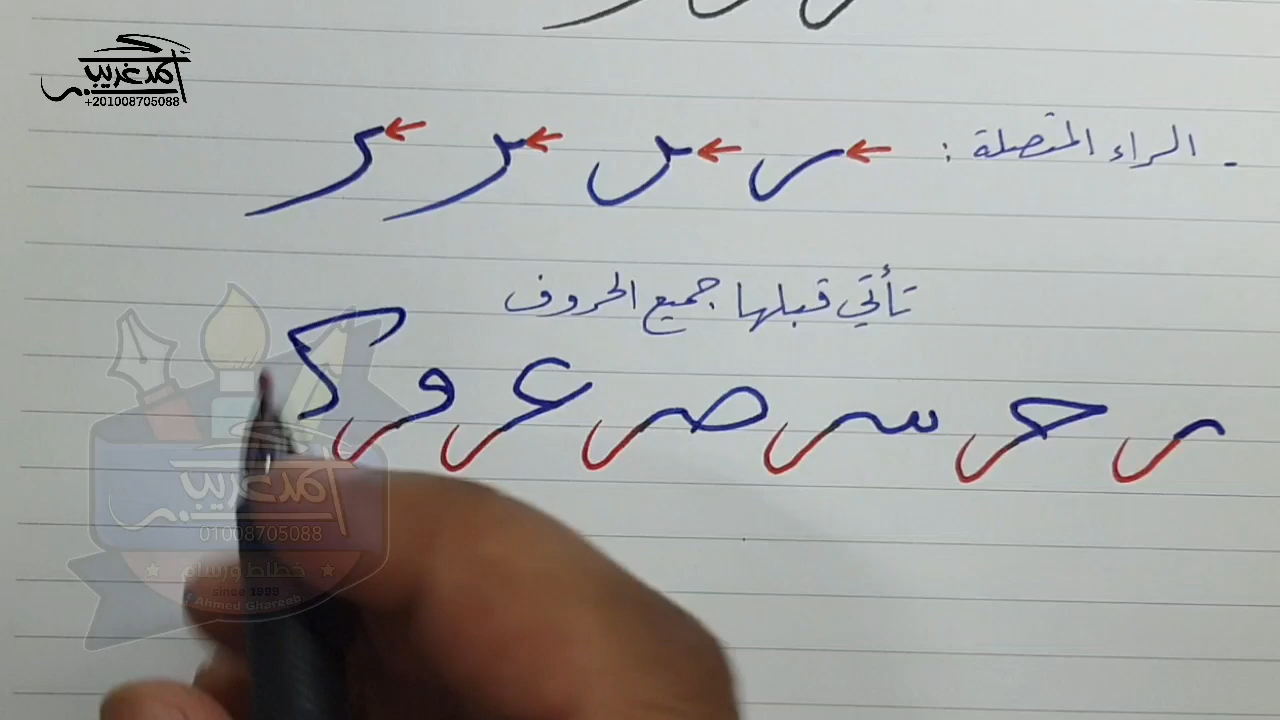 أحمد غريب
+201008705088
- الراء المتصلة :
تأتي قبلها جميع الحروف
أحمد غريب
01008705088
خطاط ورسام
since 1999
Ahmed Ghareeb